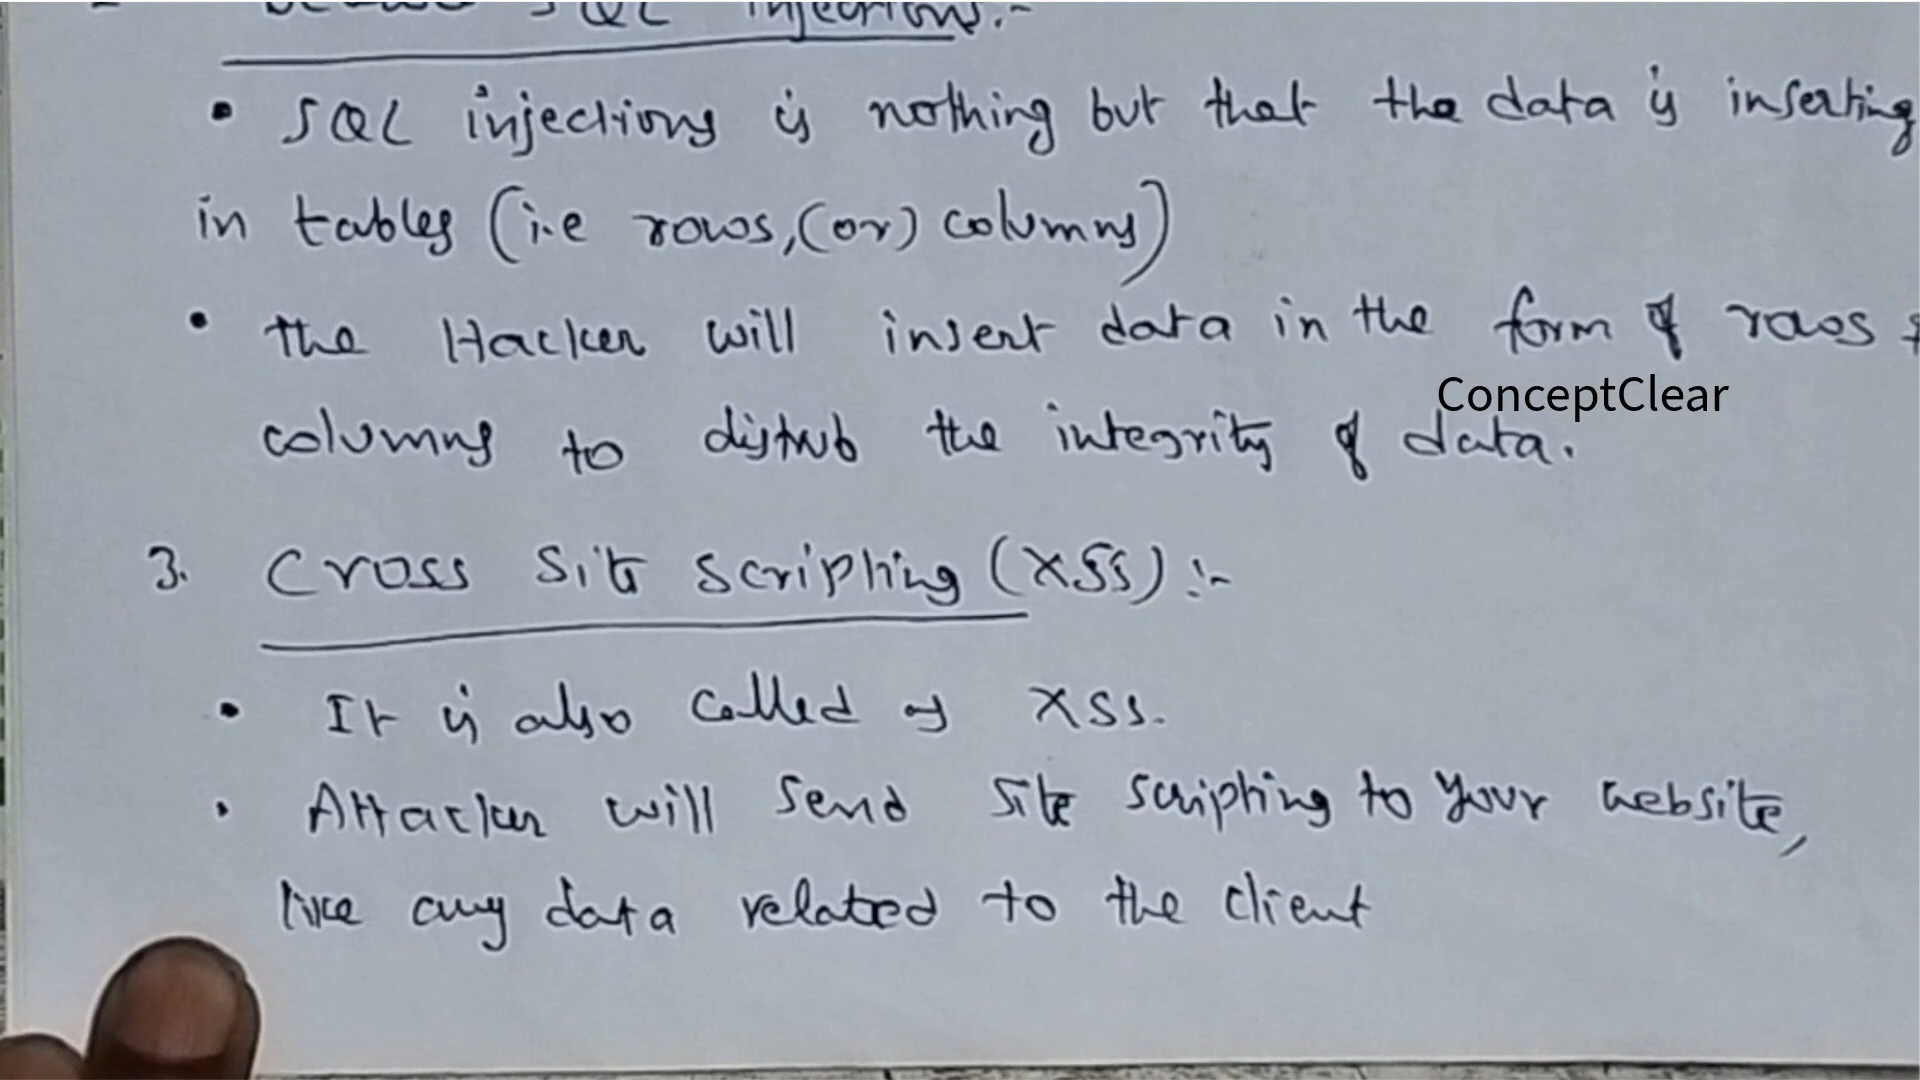 SQL injections:-
• SQL injections is nothing but that the data is inserting
in tables (i.e rows, (or) columns)
• the Hacker will insert data in the form of rows
ConceptClear
columns to distrub the integrity of data.
3. Cross Site Scripting (XSS) :-
• It is also called as XSS.
• Attacker will send Site scripting to your website,
like any data related to the client